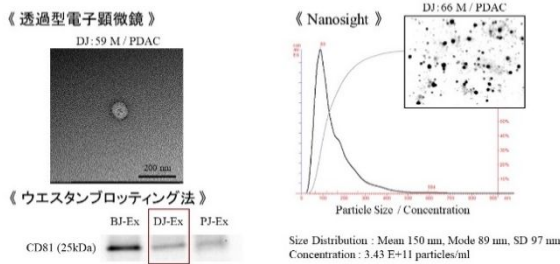 《 透過型電子顕微鏡 》
DJ: 59 M / PDAC
200 nm
《 ウエスタンブロッティング法 》
BJ-Ex DJ-Ex PJ-Ex
CD81 (25kDa)
《 Nanosight 》
DJ: 66 M / PDAC
Particle Size / Concentration
Size Distribution : Mean 150 nm, Mode 89 nm, SD 97 nm
Concentration : 3.43 E+11 particles/ml